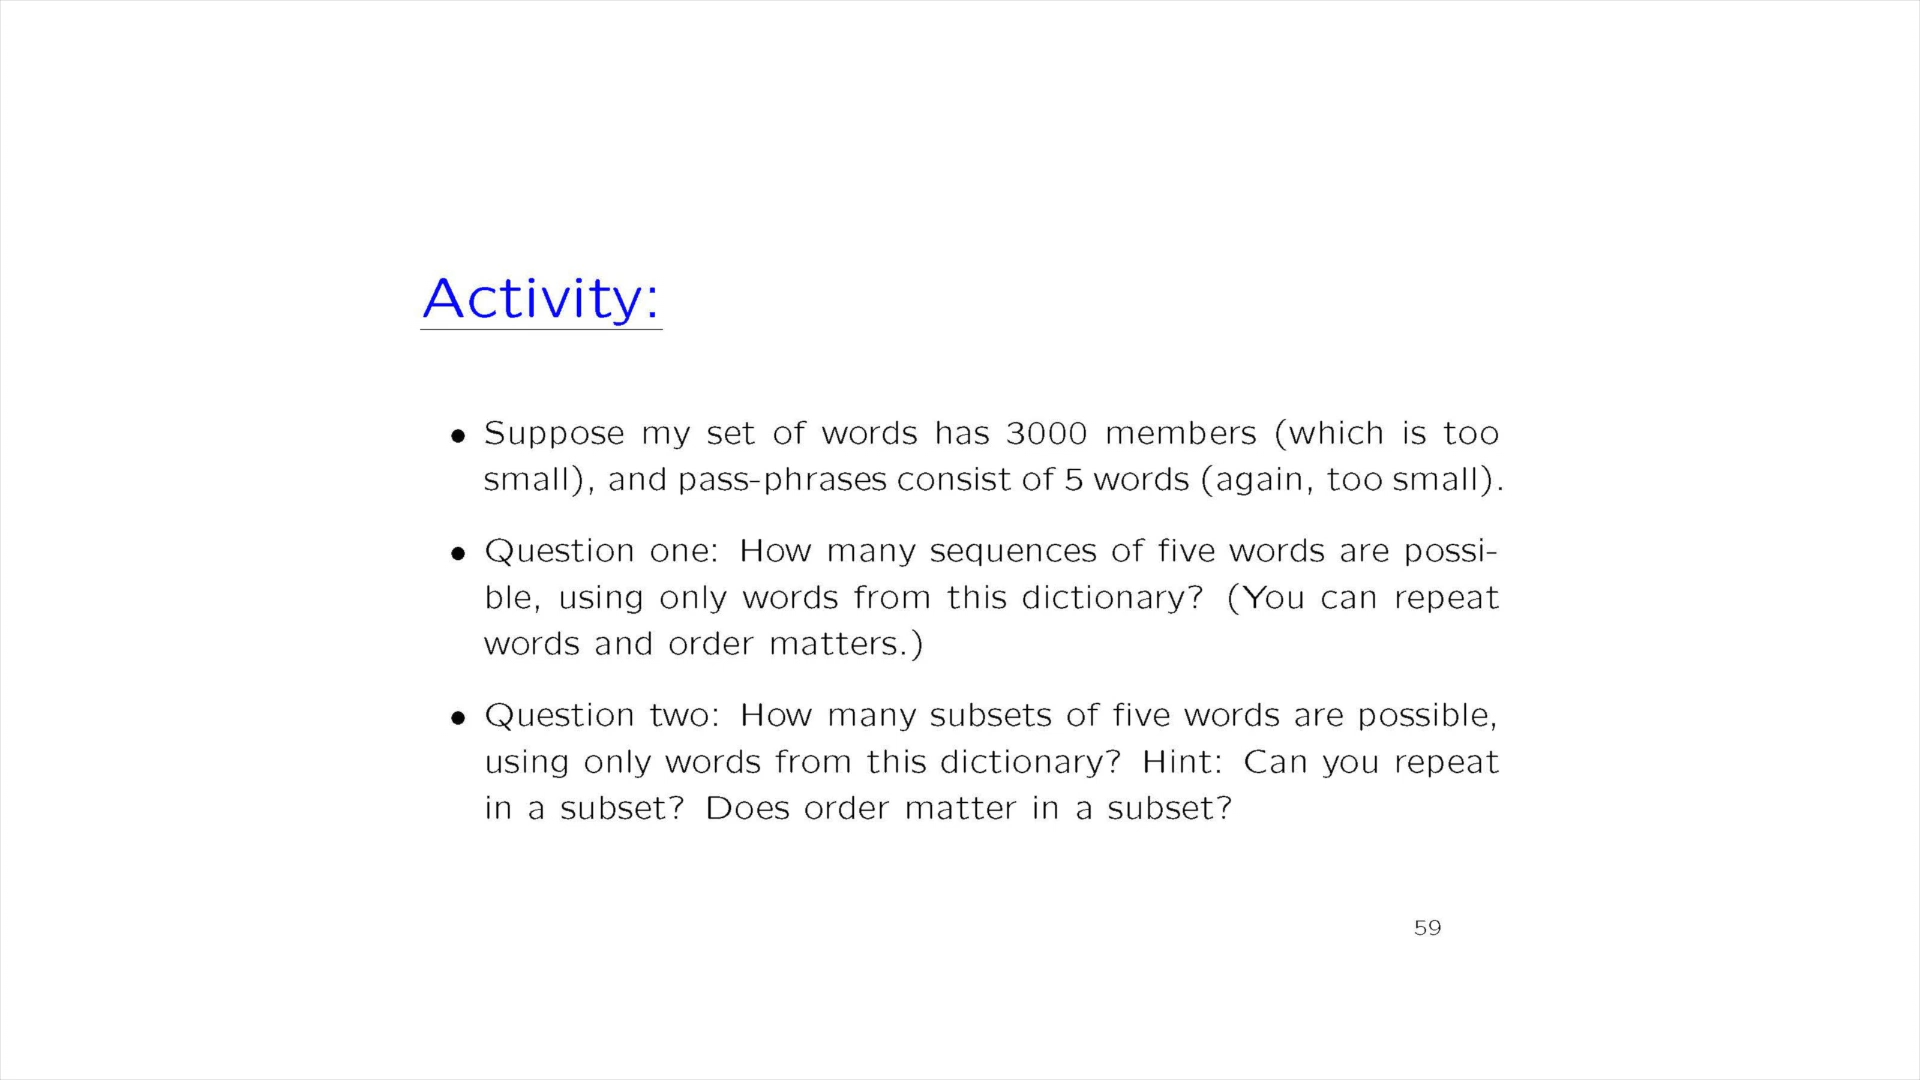 Activity:
• Suppose my set of words has 3000 members (which is too
small), and pass-phrases consist of 5 words (again, too small).
• Question one: How many sequences of five words are possi-
ble, using only words from this dictionary? (You can repeat
words and order matters.)
• Question two: How many subsets of five words are possible,
using only words from this dictionary? Hint: Can you repeat
in a subset? Does order matter in a subset?
59